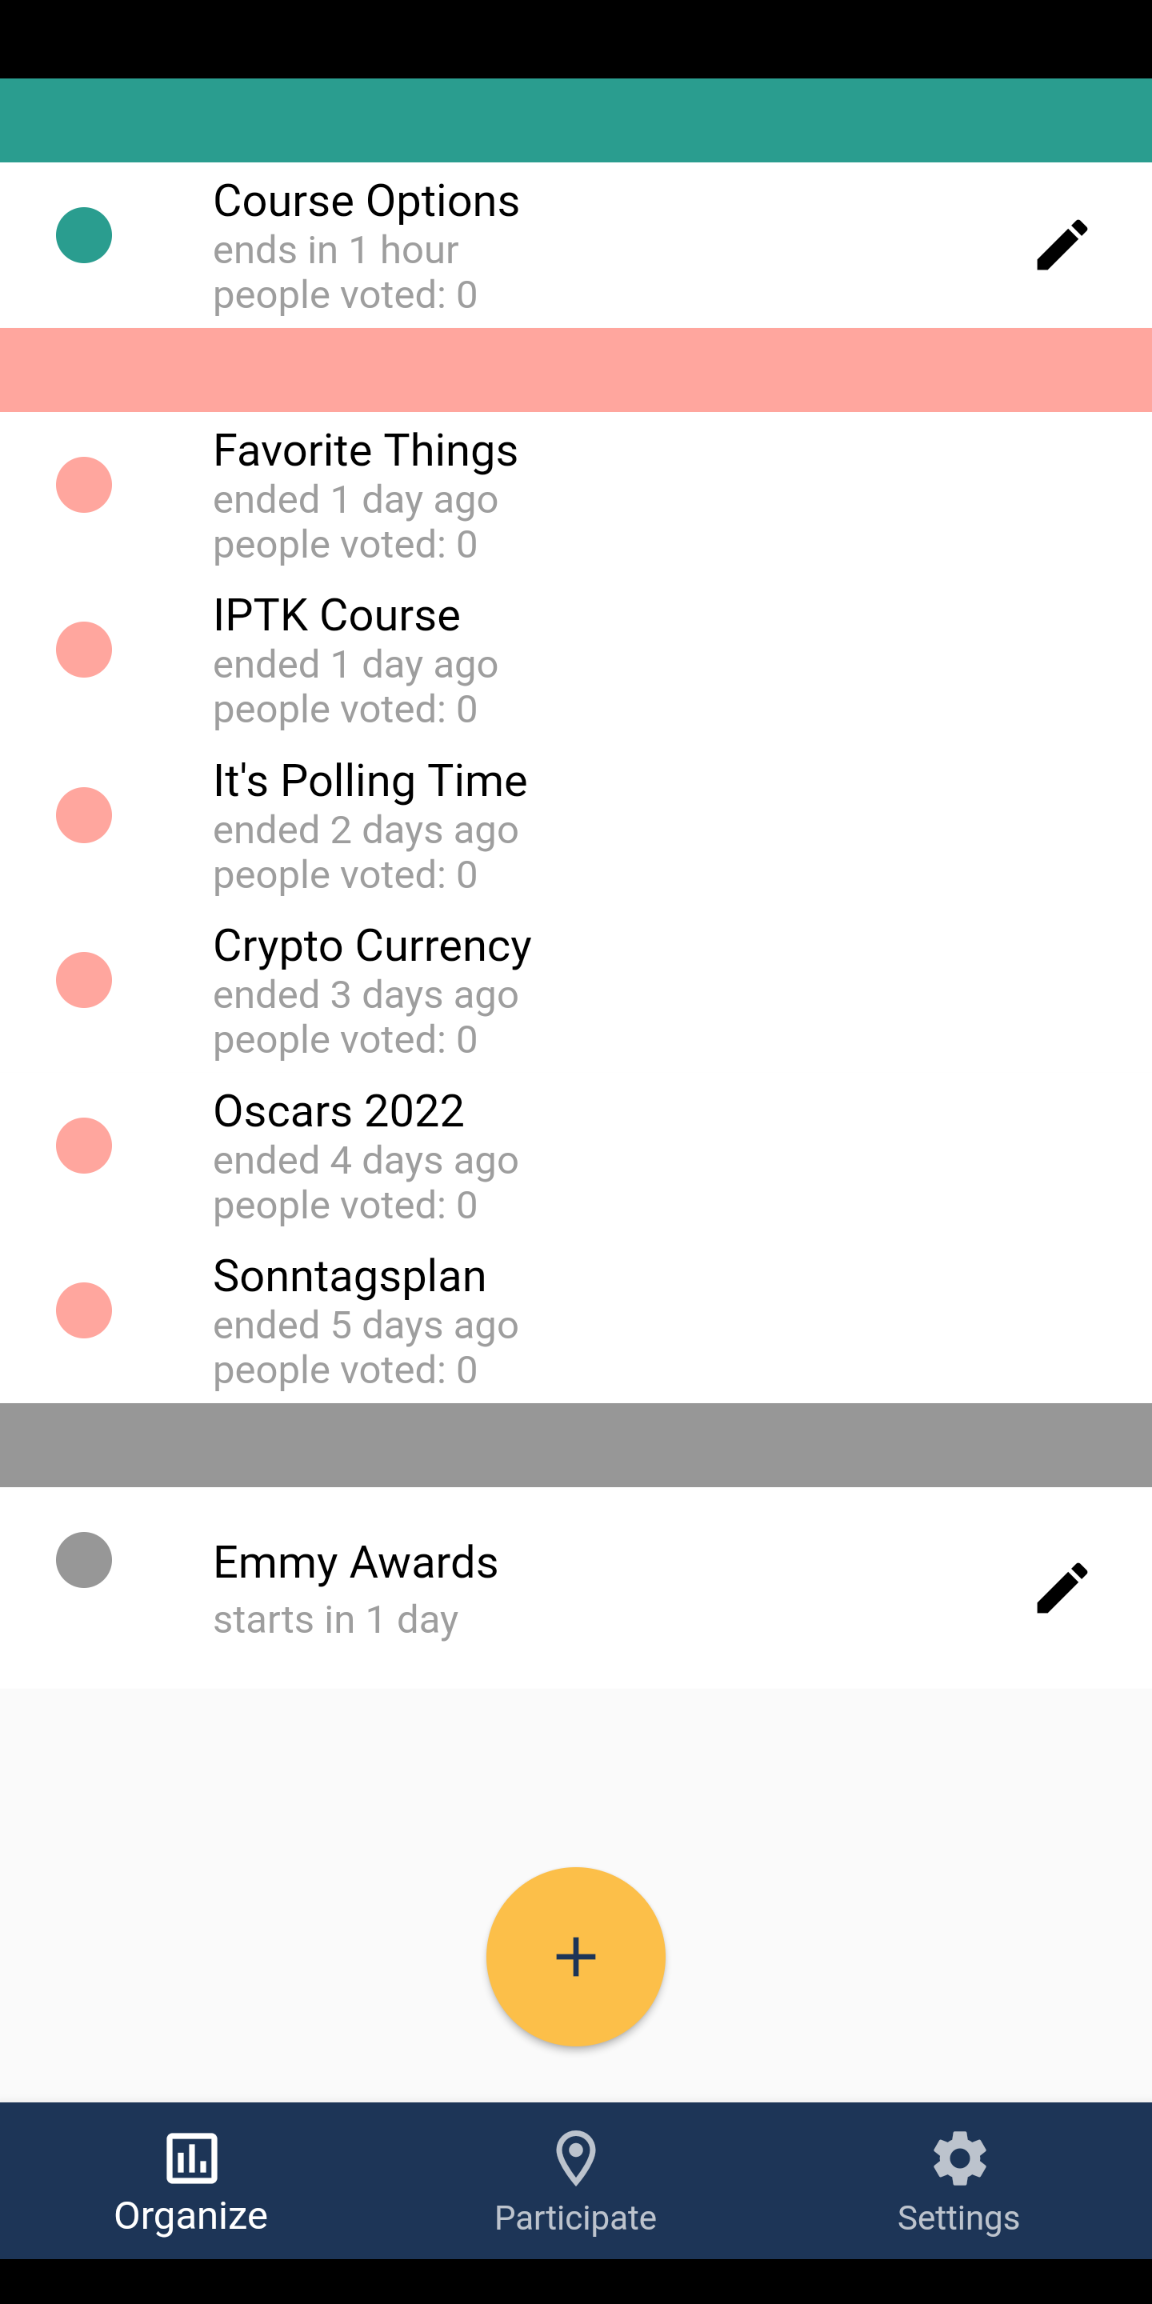 Course Options
ends in 1 hour
people voted: 0
Favorite Things
ended 1 day ago
people voted: 0
IPTK Course
ended 1 day ago
people voted: 0
It's Polling Time
ended 2 days ago
people voted: 0
Crypto Currency
ended 3 days ago
people voted: 0
Oscars 2022
ended 4 days ago
people voted: 0
Sonntagsplan
ended 5 days ago
people voted: 0
Emmy Awards
starts in 1 day
Organize
Participate
Settings